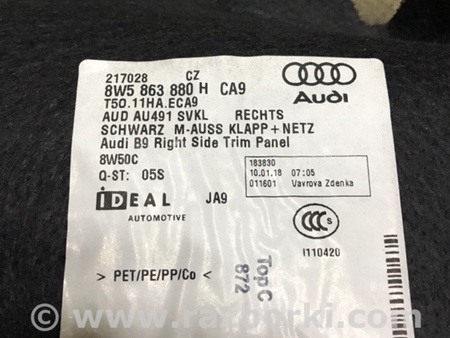 217028 CZ
8W5 863 880 H CA9
T50.11HA.ECA9
AUD AU491 SVKL RECHTS
SCHWARZ M-AUSS KLAPP+NETZ
Audi B9 Right Side Trim Panel
8W50C
Q-ST: 05S
Audi
183830
10.01.18 07:05
011601 Vavrova Zdenka
iDEAL JA9
AUTOMOTIVE
CCC S
I110420
> PET/PE/PP/Co <
Top C
872
© www.razborki.com